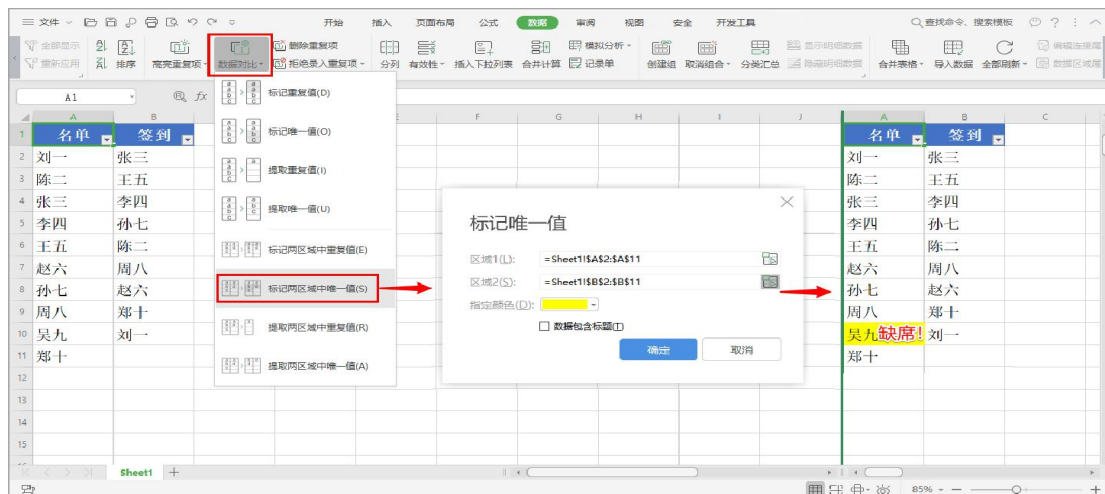 文件
开始 插入 页面布局 公式 数据 审阅 视图 安全 开发工具 查找命令、搜索模板
全部显示 重新应用 排序 高亮重复项 数据对比 删除重复项 拒绝录入重复项 分列 有效性 插入下拉列表 合并计算 模拟分析 记录单 创建组 取消组合 分类汇总 显示明细数据 隐藏明细数据 合并表格 导入数据 全部刷新 编辑连接 数据区域
A1 fx
标记重复值(D)
标记唯一值(O)
提取重复值(I)
提取唯一值(U)
标记两区域中重复值(E)
标记两区域中唯一值(S)
提取两区域中重复值(R)
提取两区域中唯一值(A)
A B E F G H I J A B C
1 名单 签到 名单 签到
2 刘一 张三 刘一 张三
3 陈二 王五 陈二 王五
4 张三 李四 张三 李四
5 李四 孙七 李四 孙七
6 王五 陈二 王五 陈二
7 赵六 周八 赵六 周八
8 孙七 赵六 孙七 赵六
9 周八 郑十 周八 郑十
10 吴九 刘一 吴九 缺席! 刘一
11 郑十 郑十
12
13
14
15
标记唯一值
区域1(L): =Sheet1!$A$2:$A$11
区域2(S): =Sheet1!$B$2:$B$11
指定颜色(D):
数据包含标题(T)
确定 取消
Sheet1 +
85%